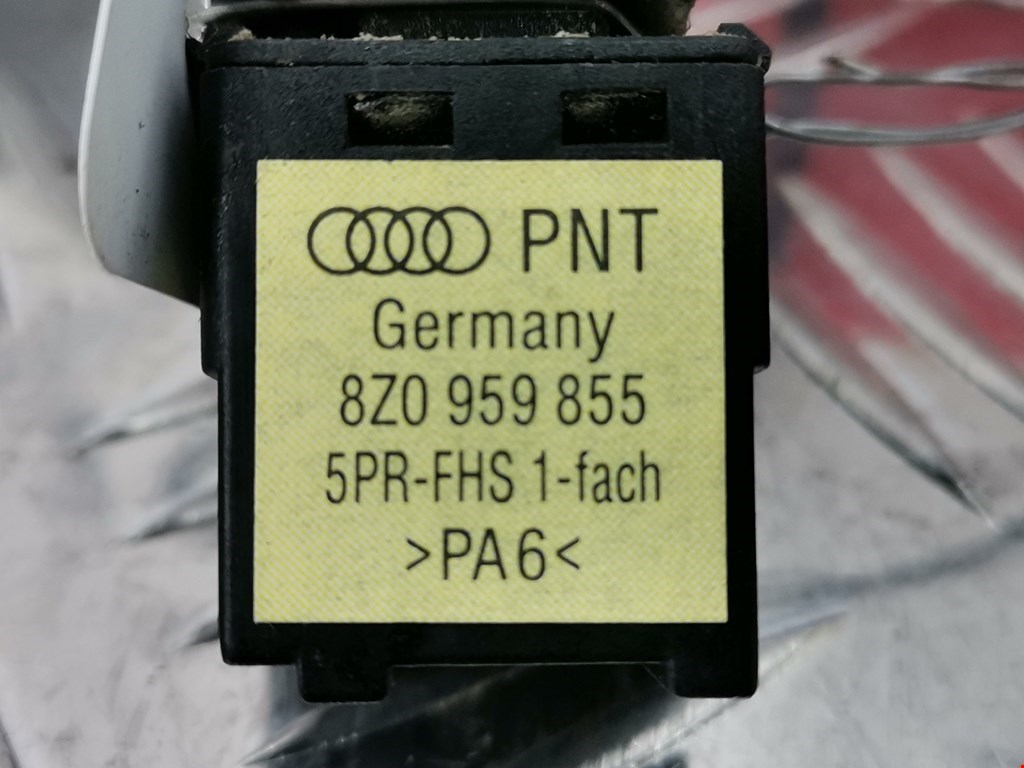 PNT
Germany
8Z0 959 855
5PR-FHS 1-fach
>PA6<